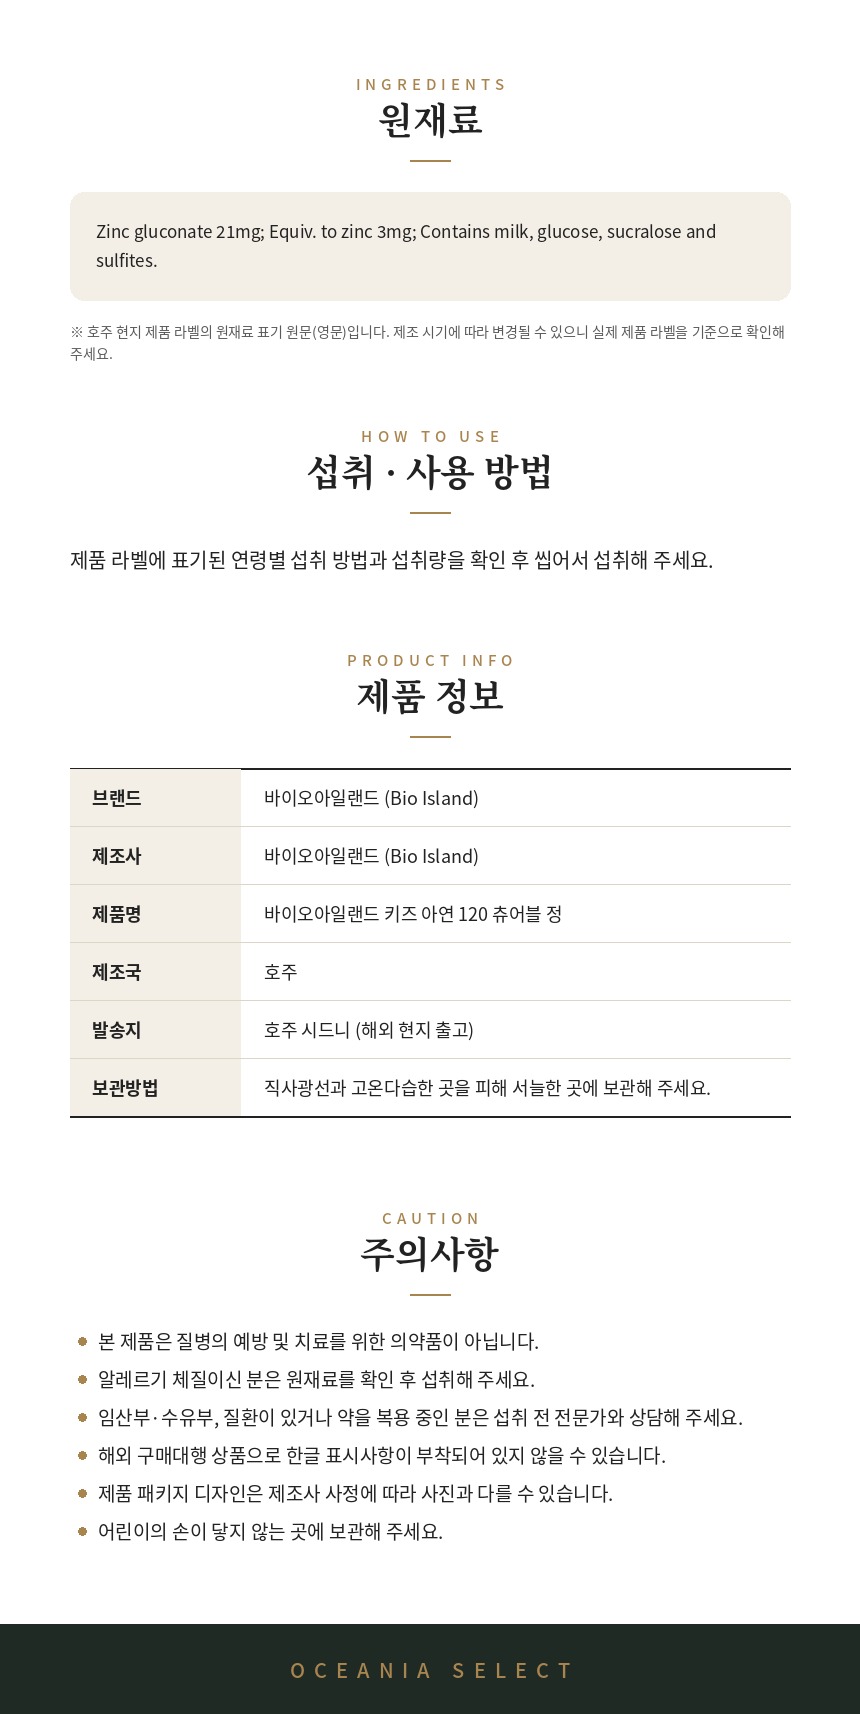 INGREDIENTS
원재료
Zinc gluconate 21mg; Equiv. to zinc 3mg; Contains milk, glucose, sucralose and
sulfites.
※ 호주 현지 제품 라벨의 원재료 표기 원문(영문)입니다. 제조 시기에 따라 변경될 수 있으니 실제 제품 라벨을 기준으로 확인해
주세요.
HOW TO USE
섭취 · 사용 방법
제품 라벨에 표기된 연령별 섭취 방법과 섭취량을 확인 후 씹어서 섭취해 주세요.
PRODUCT INFO
제품 정보
브랜드 바이오아일랜드 (Bio Island)
제조사 바이오아일랜드 (Bio Island)
제품명 바이오아일랜드 키즈 아연 120 츄어블 정
제조국 호주
발송지 호주 시드니 (해외 현지 출고)
보관방법 직사광선과 고온다습한 곳을 피해 서늘한 곳에 보관해 주세요.
CAUTION
주의사항
본 제품은 질병의 예방 및 치료를 위한 의약품이 아닙니다.
알레르기 체질이신 분은 원재료를 확인 후 섭취해 주세요.
임산부·수유부, 질환이 있거나 약을 복용 중인 분은 섭취 전 전문가와 상담해 주세요.
해외 구매대행 상품으로 한글 표시사항이 부착되어 있지 않을 수 있습니다.
제품 패키지 디자인은 제조사 사정에 따라 사진과 다를 수 있습니다.
어린이의 손이 닿지 않는 곳에 보관해 주세요.
OCEANIA SELECT